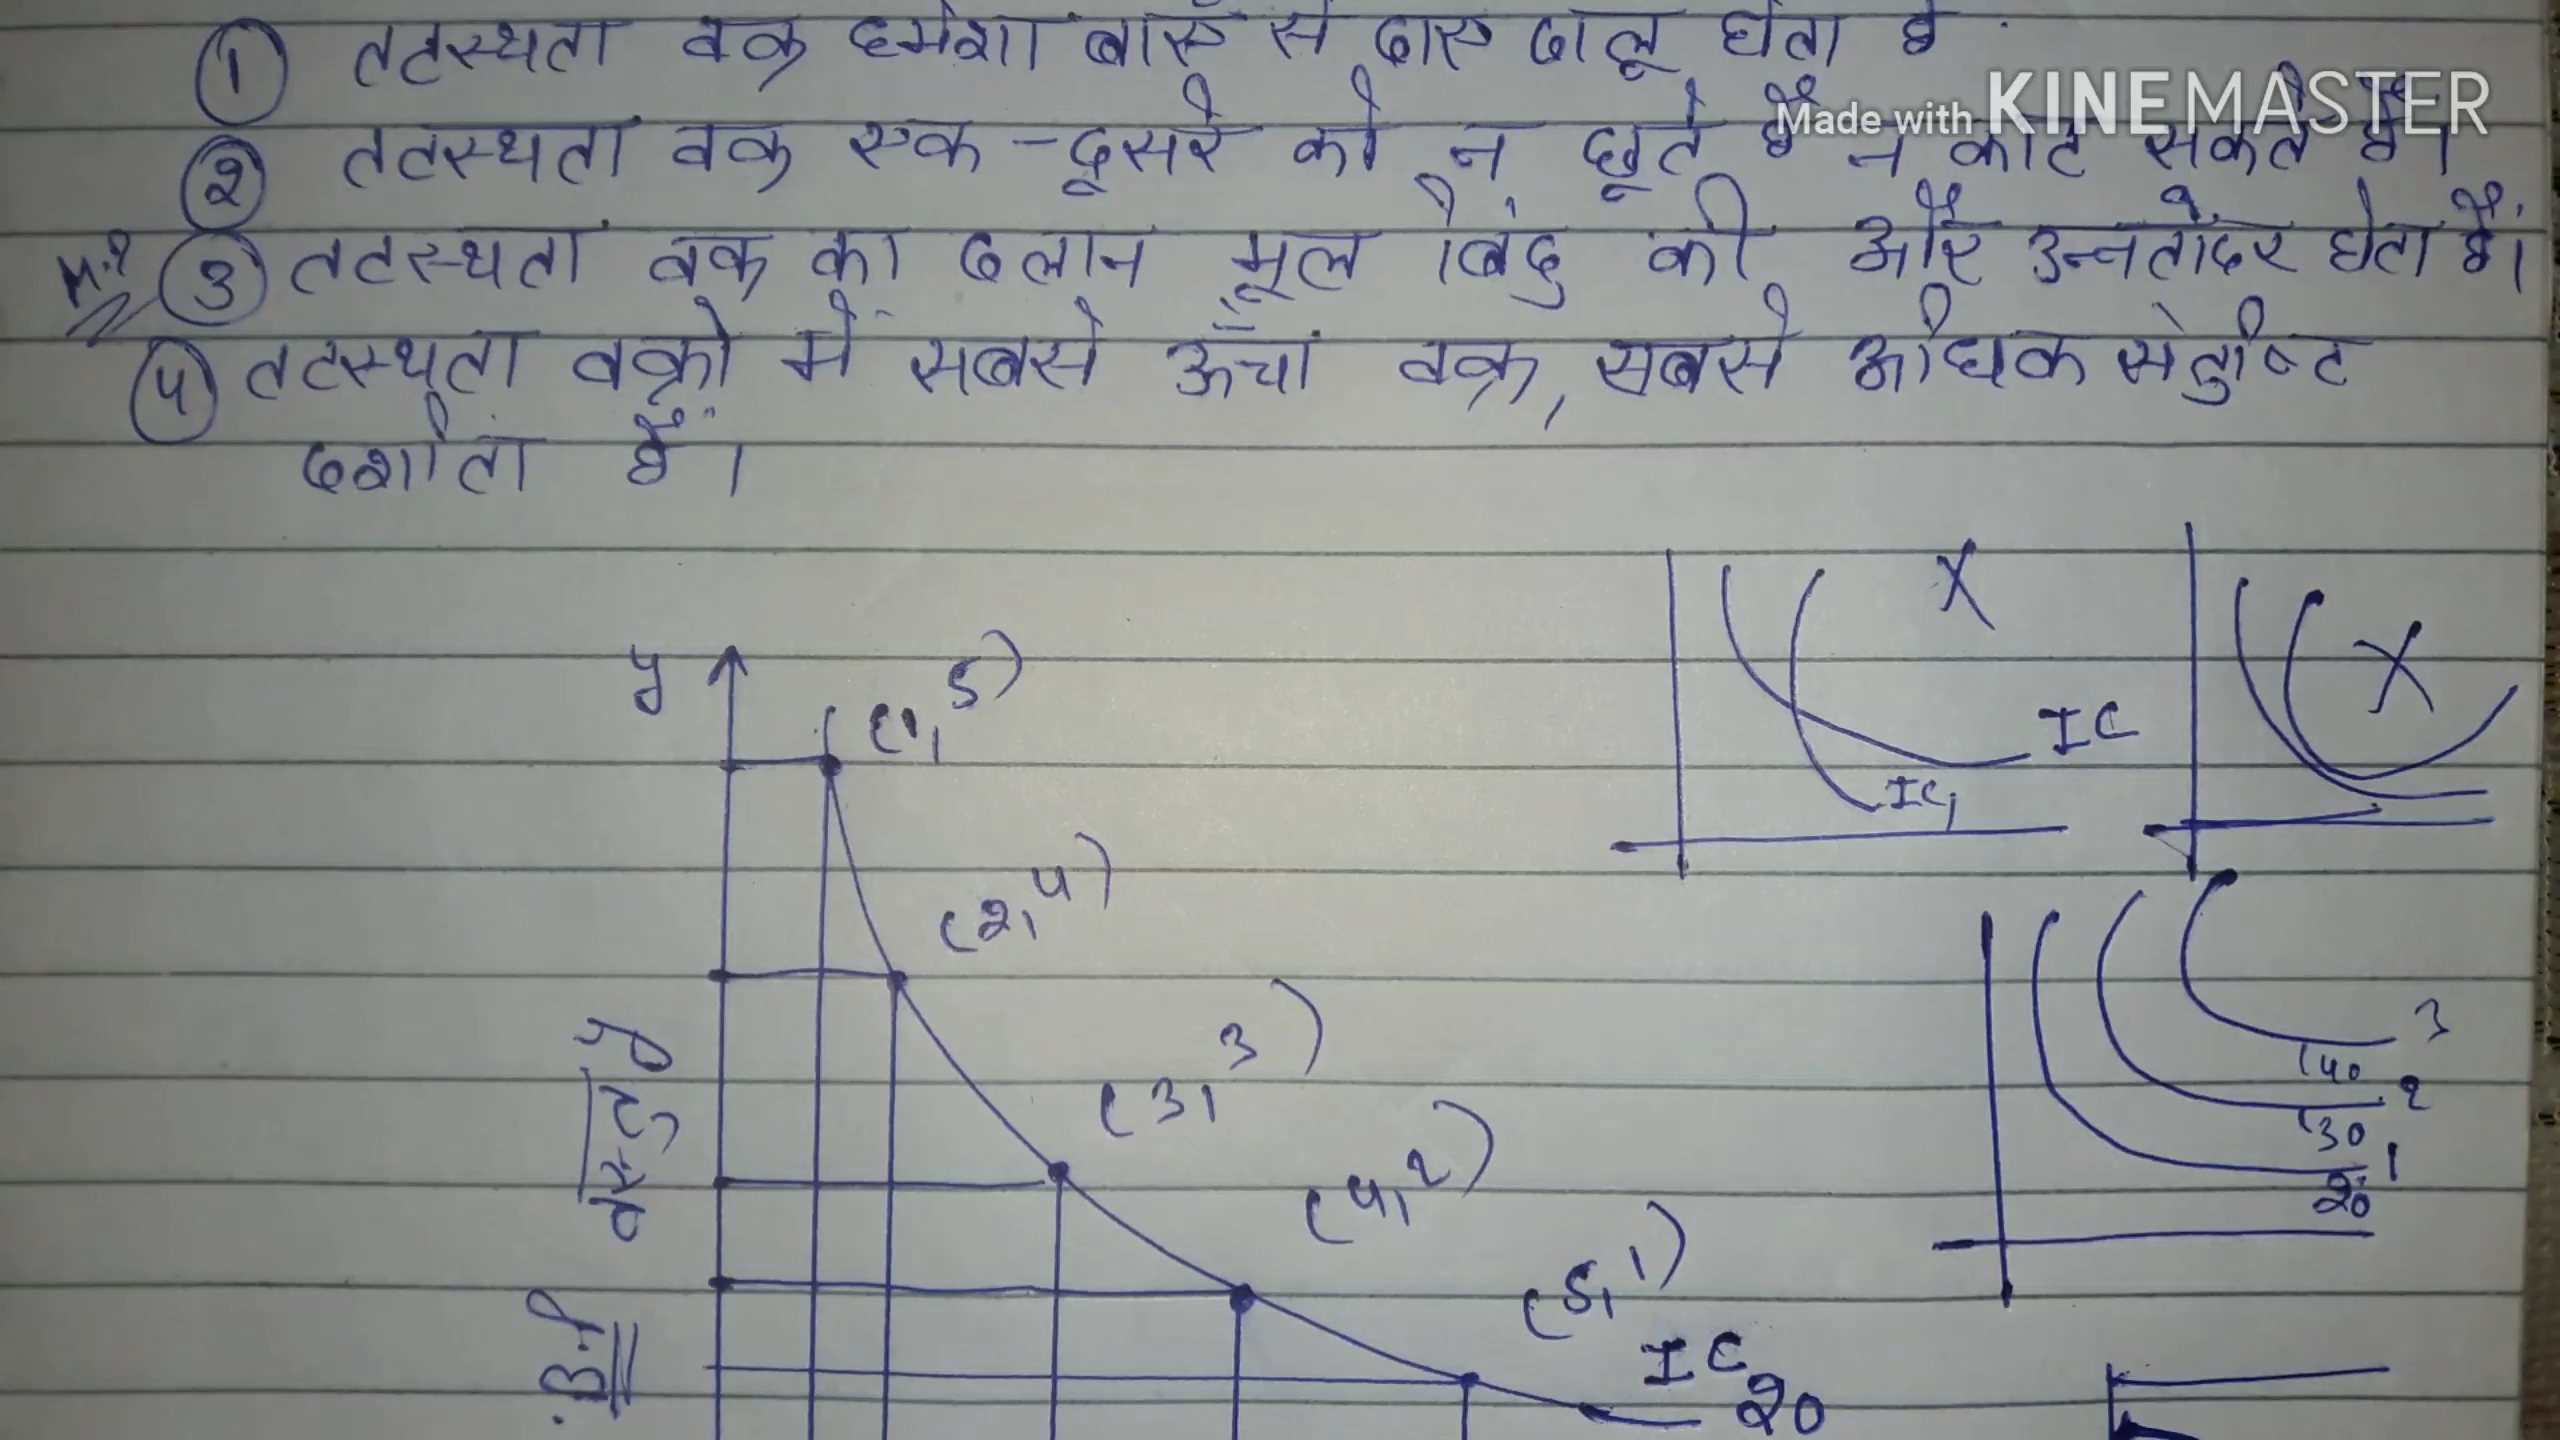 ① तटस्थता वक्र हमेशा बाएँ से दाए ढालू होता है
Made with KINEMASTER
② तटस्थता वक्र एक-दूसरे को न छूते हैं न काट सकते हैं।
③ तटस्थता वक्र का ढलान मूल बिंदु की और उन्नतोदर होता हैं।
④ तटस्थता वक्रो में सबसे ऊँचा वक्र, सबसे अधिक संतुष्टि
दर्शाता हैं।
X
X
y
(1, 5)
IC
IC1
(2, 4)
3
(3, 3)
40
2
वस्तु y
30
1
(4, 2)
20
(5, 1)
IC
20